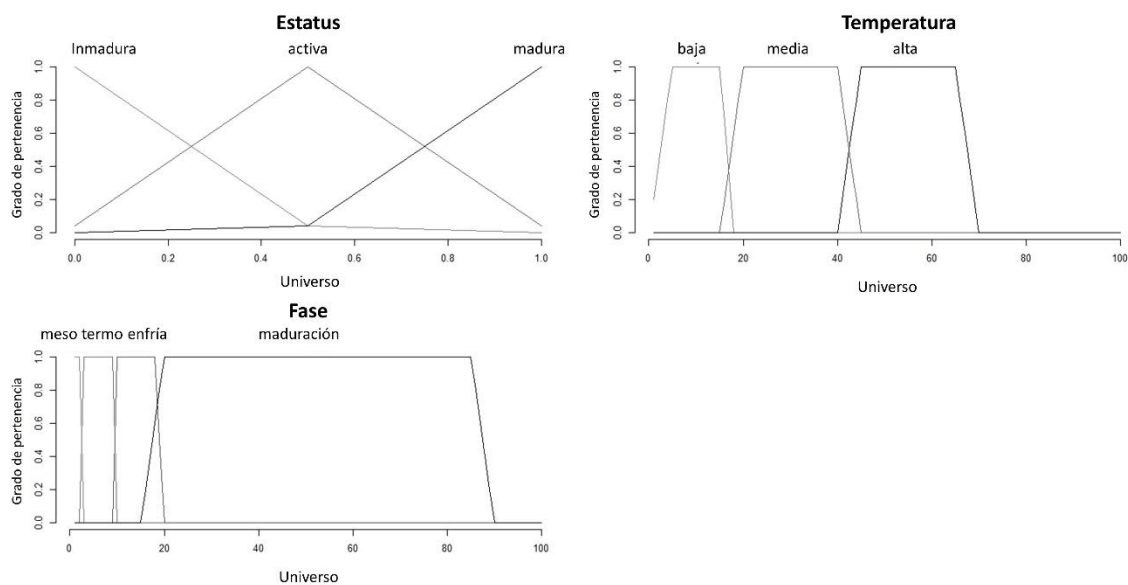 Estatus
Inmadura activa madura
Grado de pertenencia
1.0
0.8
0.6
0.4
0.2
0.0
0.0 0.2 0.4 0.6 0.8 1.0
Universo
Temperatura
baja media alta
Grado de pertenencia
1.0
0.8
0.6
0.4
0.2
0.0
0 20 40 60 80 100
Universo
Fase
meso termo enfría maduración
Grado de pertenencia
1.0
0.8
0.6
0.4
0.2
0.0
0 20 40 60 80 100
Universo